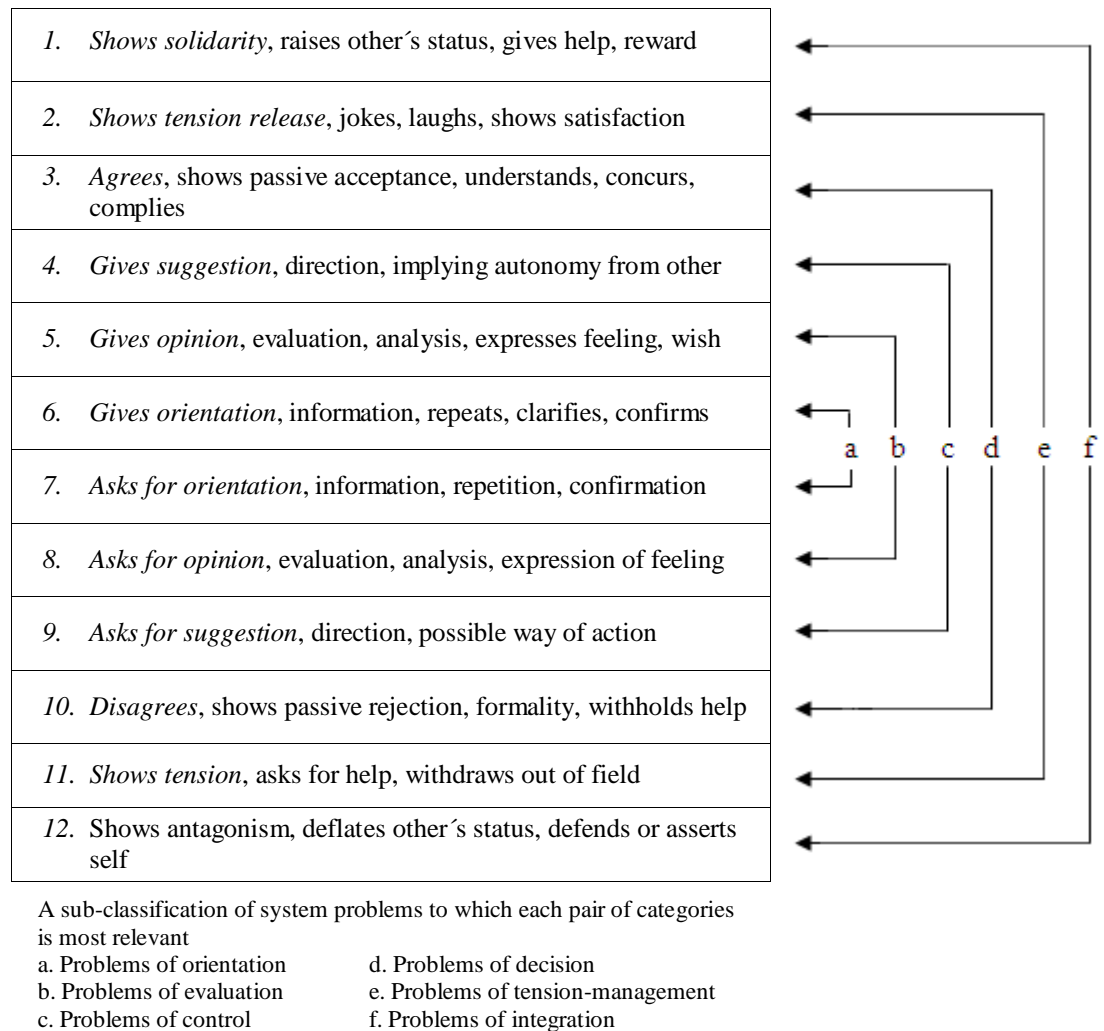 1. Shows solidarity, raises other´s status, gives help, reward
2. Shows tension release, jokes, laughs, shows satisfaction
3. Agrees, shows passive acceptance, understands, concurs,
complies
4. Gives suggestion, direction, implying autonomy from other
5. Gives opinion, evaluation, analysis, expresses feeling, wish
6. Gives orientation, information, repeats, clarifies, confirms
a b c d e f
7. Asks for orientation, information, repetition, confirmation
8. Asks for opinion, evaluation, analysis, expression of feeling
9. Asks for suggestion, direction, possible way of action
10. Disagrees, shows passive rejection, formality, withholds help
11. Shows tension, asks for help, withdraws out of field
12. Shows antagonism, deflates other´s status, defends or asserts
self
A sub-classification of system problems to which each pair of categories
is most relevant
a. Problems of orientation d. Problems of decision
b. Problems of evaluation e. Problems of tension-management
c. Problems of control f. Problems of integration